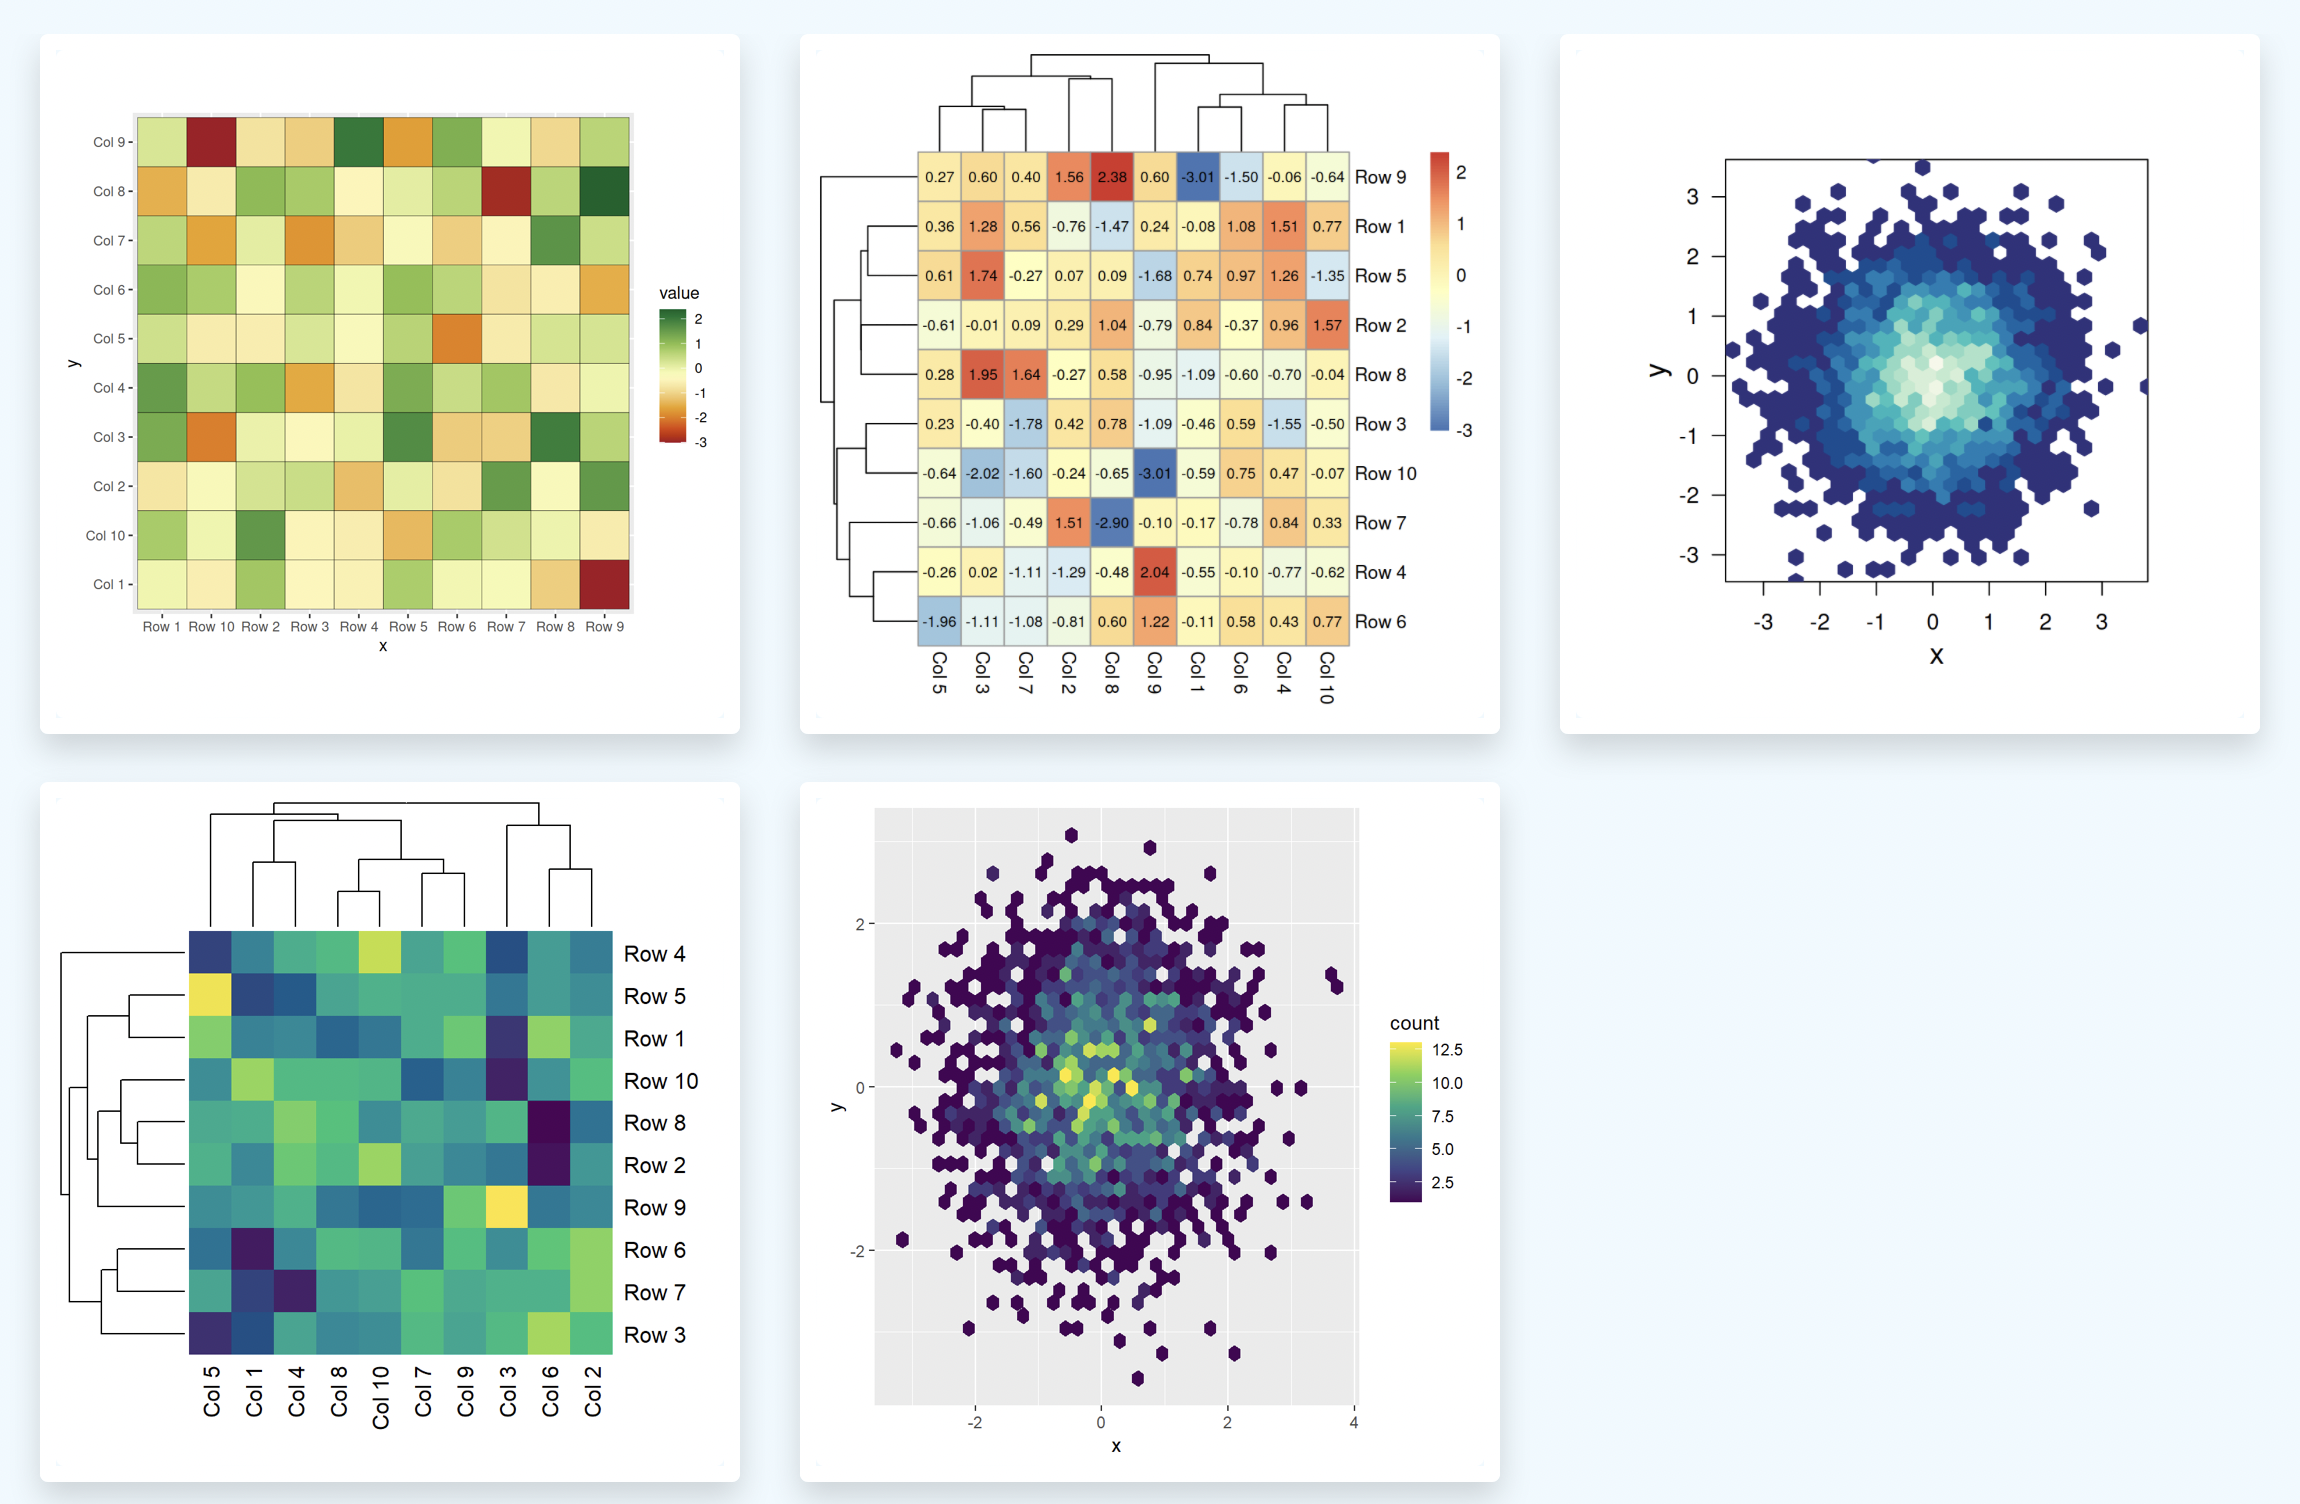 Col 9
Col 8
Col 7
Col 6
Col 5
Col 4
Col 3
Col 2
Col 10
Col 1
y
Row 1 Row 10 Row 2 Row 3 Row 4 Row 5 Row 6 Row 7 Row 8 Row 9
x
value
2
1
0
-1
-2
-3
0.27 0.60 0.40 1.56 2.38 0.60 -3.01 -1.50 -0.06 -0.64 Row 9
0.36 1.28 0.56 -0.76 -1.47 0.24 -0.08 1.08 1.51 0.77 Row 1
0.61 1.74 -0.27 0.07 0.09 -1.68 0.74 0.97 1.26 -1.35 Row 5
-0.61 -0.01 0.09 0.29 1.04 -0.79 0.84 -0.37 0.96 1.57 Row 2
0.28 1.95 1.64 -0.27 0.58 -0.95 -1.09 -0.60 -0.70 -0.04 Row 8
0.23 -0.40 -1.78 0.42 0.78 -1.09 -0.46 0.59 -1.55 -0.50 Row 3
-0.64 -2.02 -1.60 -0.24 -0.65 -3.01 -0.59 0.75 0.47 -0.07 Row 10
-0.66 -1.06 -0.49 1.51 -2.90 -0.10 -0.17 -0.78 0.84 0.33 Row 7
-0.26 0.02 -1.11 -1.29 -0.48 2.04 -0.55 -0.10 -0.77 -0.62 Row 4
-1.96 -1.11 -1.08 -0.81 0.60 1.22 -0.11 0.58 0.43 0.77 Row 6
Col 5 Col 3 Col 7 Col 2 Col 8 Col 9 Col 1 Col 6 Col 4 Col 10
2
1
0
-1
-2
-3
3
2
1
0
-1
-2
-3
y
-3 -2 -1 0 1 2 3
x
Row 4
Row 5
Row 1
Row 10
Row 8
Row 2
Row 9
Row 6
Row 7
Row 3
Col 5 Col 1 Col 4 Col 8 Col 10 Col 7 Col 9 Col 3 Col 6 Col 2
2
0
-2
y
-2 0 2 4
x
count
12.5
10.0
7.5
5.0
2.5